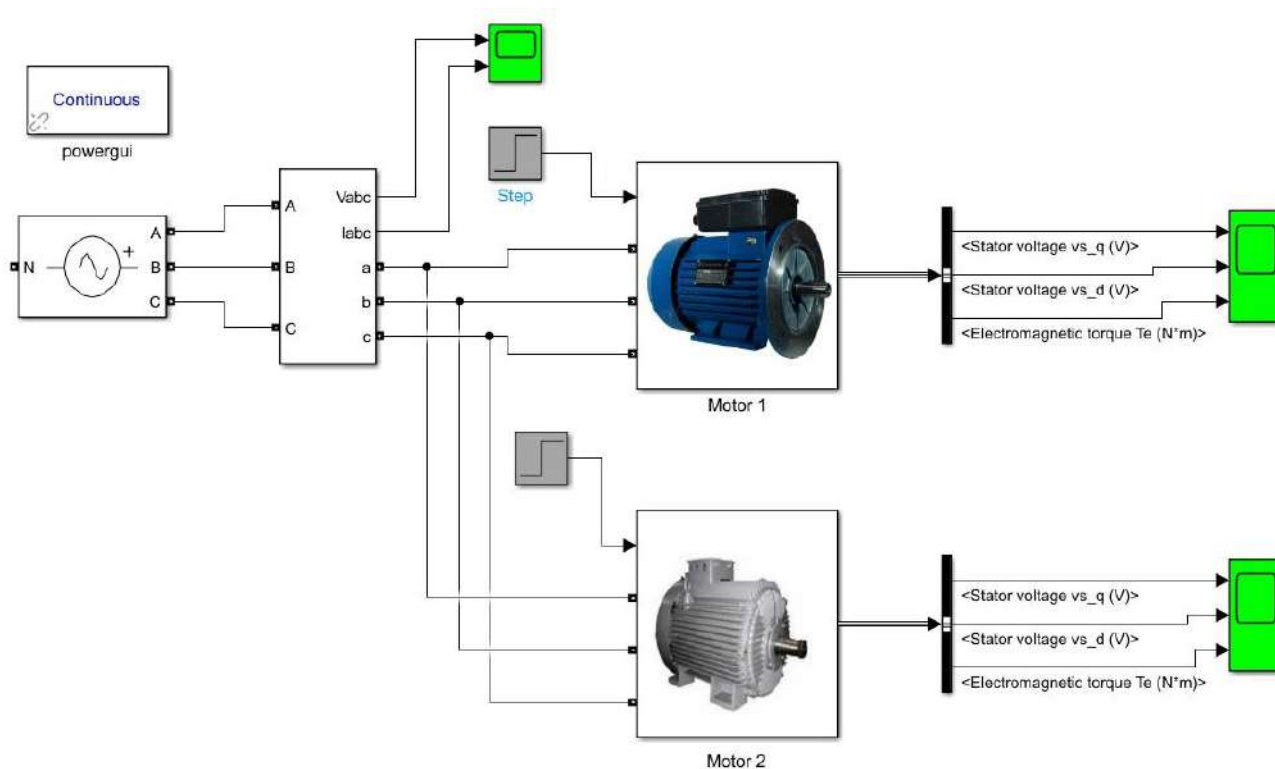 Continuous
powergui
N
A
B
C
A
B
C
Vabc
Iabc
a
b
c
Step
Motor 1
<Stator voltage vs_q (V)>
<Stator voltage vs_d (V)>
<Electromagnetic torque Te (N*m)>
Motor 2
<Stator voltage vs_q (V)>
<Stator voltage vs_d (V)>
<Electromagnetic torque Te (N*m)>